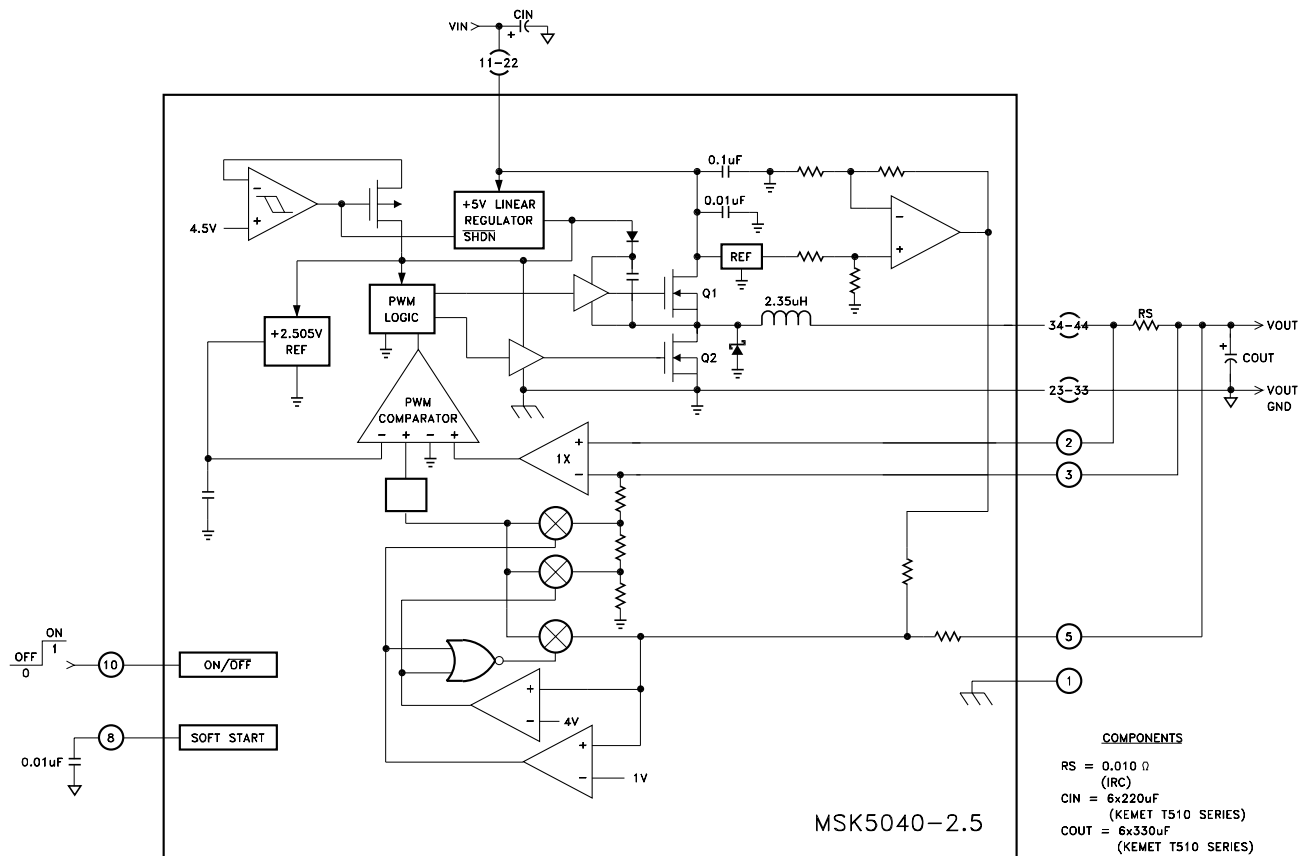 VIN
CIN
+
11-22
0.1uF
0.01uF
4.5V
-
+
+5V LINEAR
REGULATOR
SHDN
REF
-
+
PWM
LOGIC
Q1
2.35uH
34-44
RS
VOUT
+2.505V
REF
Q2
+
COUT
23-33
VOUT
GND
PWM
COMPARATOR
- + - +
1X
+
-
2
3
5
1
OFF
0
ON
1
10
ON/OFF
8
SOFT START
0.01uF
+
-
4V
+
-
1V
MSK5040-2.5
COMPONENTS
RS = 0.010 Ω
(IRC)
CIN = 6x220uF
(KEMET T510 SERIES)
COUT = 6x330uF
(KEMET T510 SERIES)